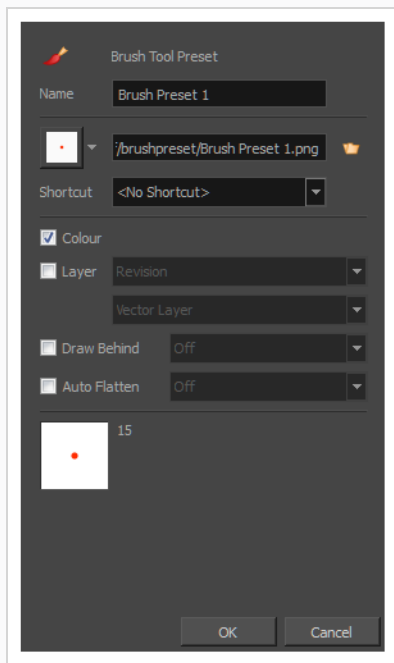 Brush Tool Preset
Name Brush Preset 1
/brushpreset/Brush Preset 1.png
Shortcut <No Shortcut>
Colour
Layer Revision
Vector Layer
Draw Behind Off
Auto Flatten Off
15
OK Cancel